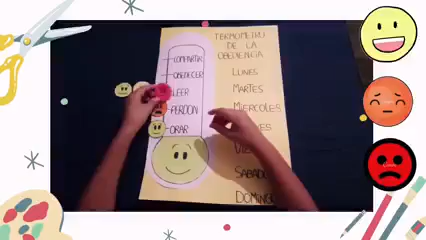 TERMOMETRO
DE LA
OBEDIENCIA
COMPARTIR
OBEDECER
LEER
PERDON
ORAR
LUNES
MARTES
MIERCOLES
SABADO
DOMINGO